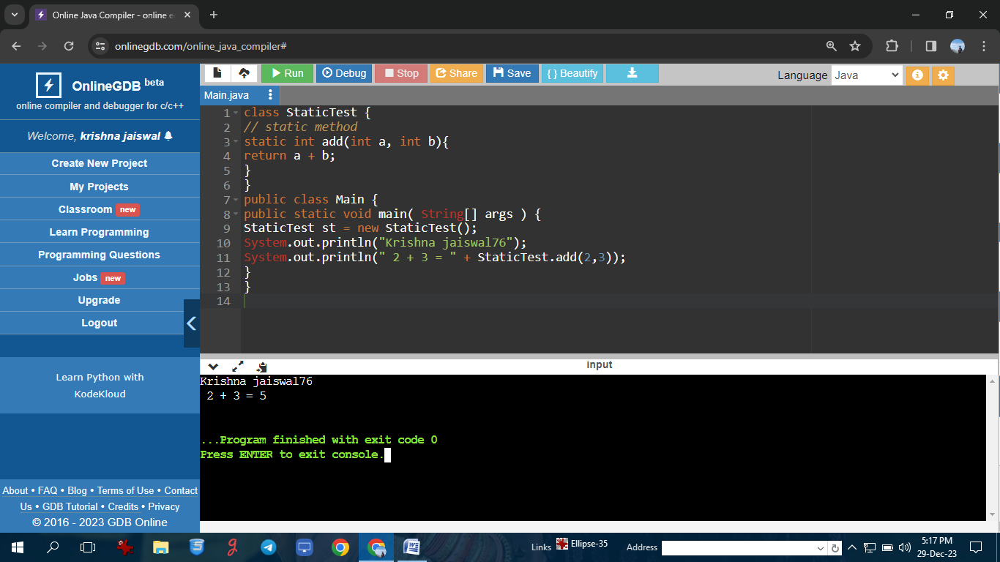 Online Java Compiler - online e
onlinegdb.com/online_java_compiler#
OnlineGDB beta
online compiler and debugger for c/c++
Welcome, krishna jaiswal
Create New Project
My Projects
Classroom new
Learn Programming
Programming Questions
Jobs new
Upgrade
Logout
Learn Python with
KodeKloud
About • FAQ • Blog • Terms of Use • Contact
Us • GDB Tutorial • Credits • Privacy
© 2016 - 2023 GDB Online
Run Debug Stop Share Save { } Beautify
Language Java
Main.java
1 class StaticTest {
2 // static method
3 static int add(int a, int b){
4 return a + b;
5 }
6 }
7 public class Main {
8 public static void main( String[] args ) {
9 StaticTest st = new StaticTest();
10 System.out.println("Krishna jaiswal76");
11 System.out.println(" 2 + 3 = " + StaticTest.add(2,3));
12 }
13 }
14
input
Krishna jaiswal76
2 + 3 = 5
...Program finished with exit code 0
Press ENTER to exit console.
Links Ellipse-35 Address
5:17 PM
29-Dec-23